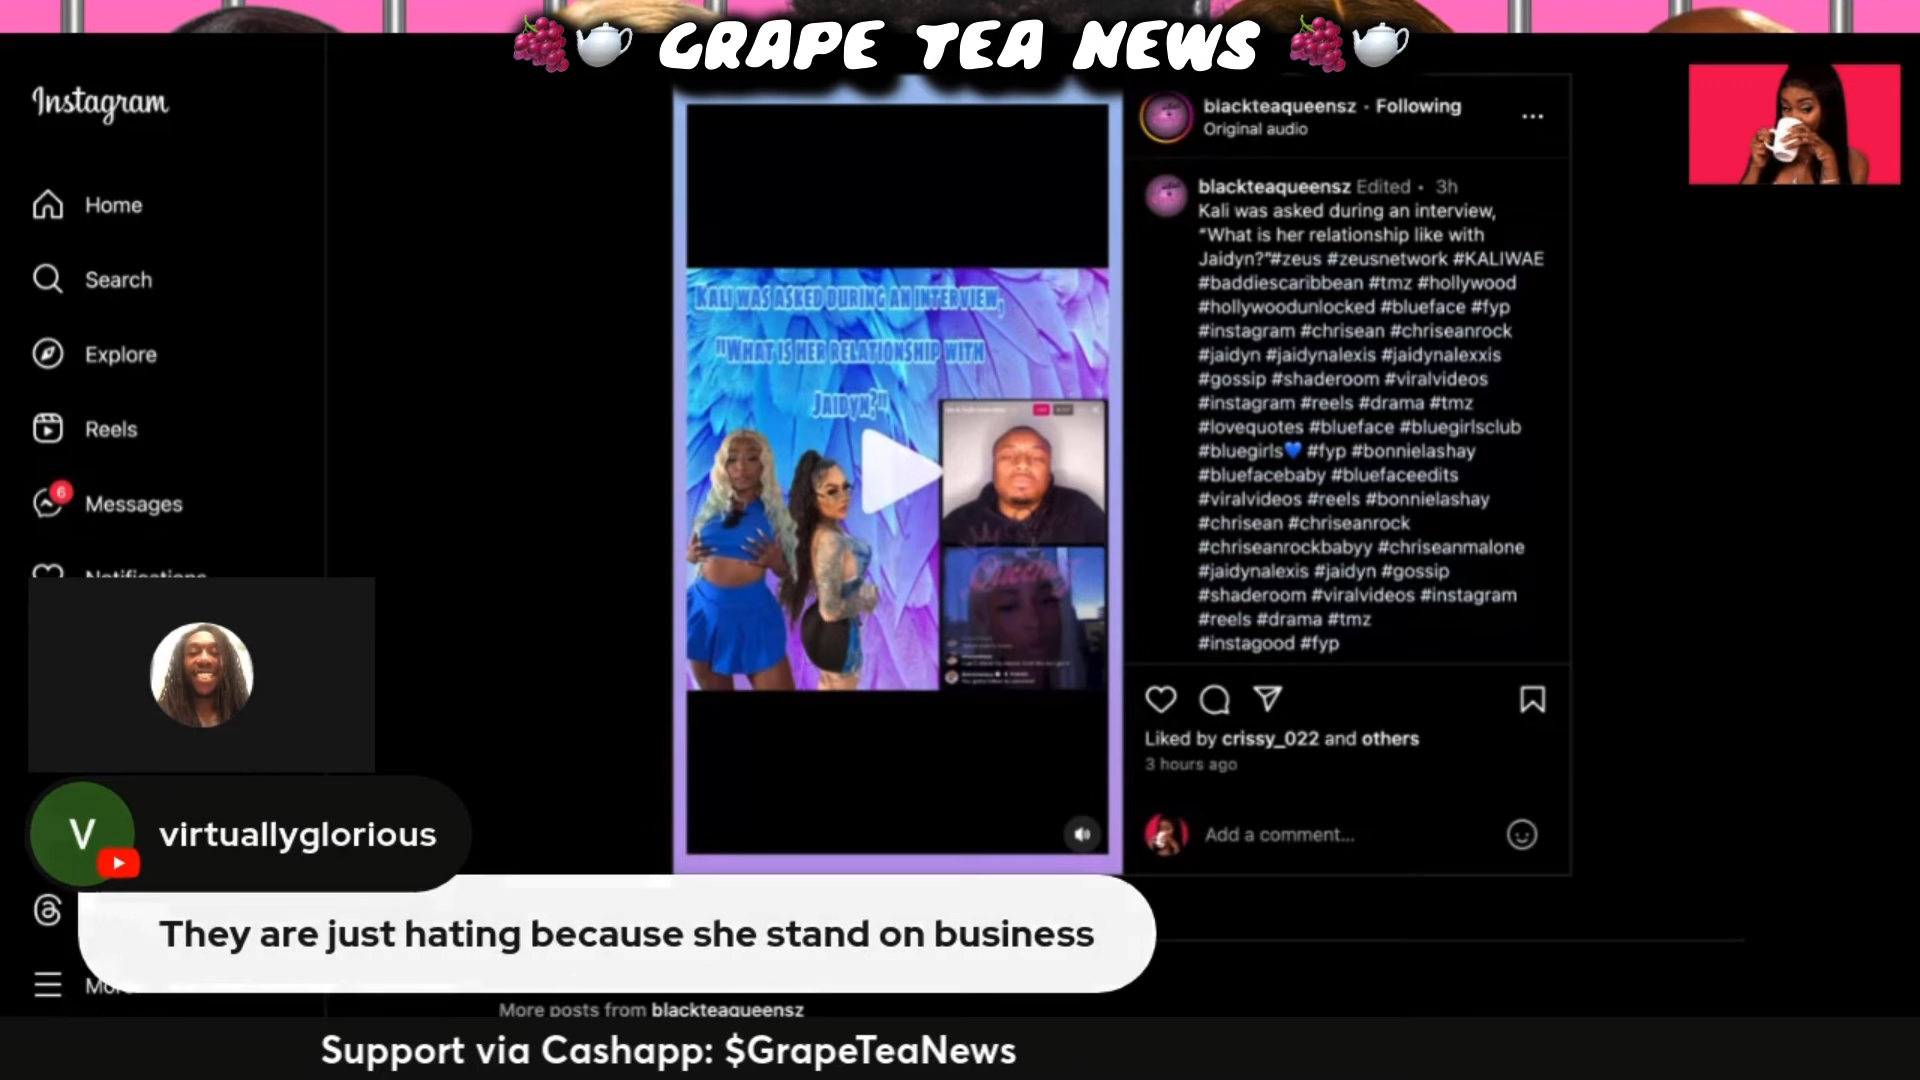 GRAPE TEA NEWS
Instagram
Home
Search
Explore
Reels
6
Messages
Notifications
More
KALI WAS ASKED DURING AN INTERVIEW,
"WHAT IS HER RELATIONSHIP WITH
JAIDYN?"
blackteaqueensz • Following
Original audio
blackteaqueensz Edited • 3h
Kali was asked during an interview,
"What is her relationship like with
Jaidyn?"#zeus #zeusnetwork #KALIWAE
#baddiescaribbean #tmz #hollywood
#hollywoodunlocked #blueface #fyp
#instagram #chrisean #chriseanrock
#jaidyn #jaidynalexis #jaidynalexxis
#gossip #shaderoom #viralvideos
#instagram #reels #drama #tmz
#lovequotes #blueface #bluegirlsclub
#bluegirls💙 #fyp #bonnielashay
#bluefacebaby #bluefaceedits
#viralvideos #reels #bonnielashay
#chrisean #chriseanrock
#chriseanrockbabyy #chriseanmalone
#jaidynalexis #jaidyn #gossip
#shaderoom #viralvideos #instagram
#reels #drama #tmz
#instagood #fyp
Liked by crissy_022 and others
3 hours ago
Add a comment...
V
virtuallyglorious
They are just hating because she stand on business
More posts from blackteaqueensz
Support via Cashapp: $GrapeTeaNews